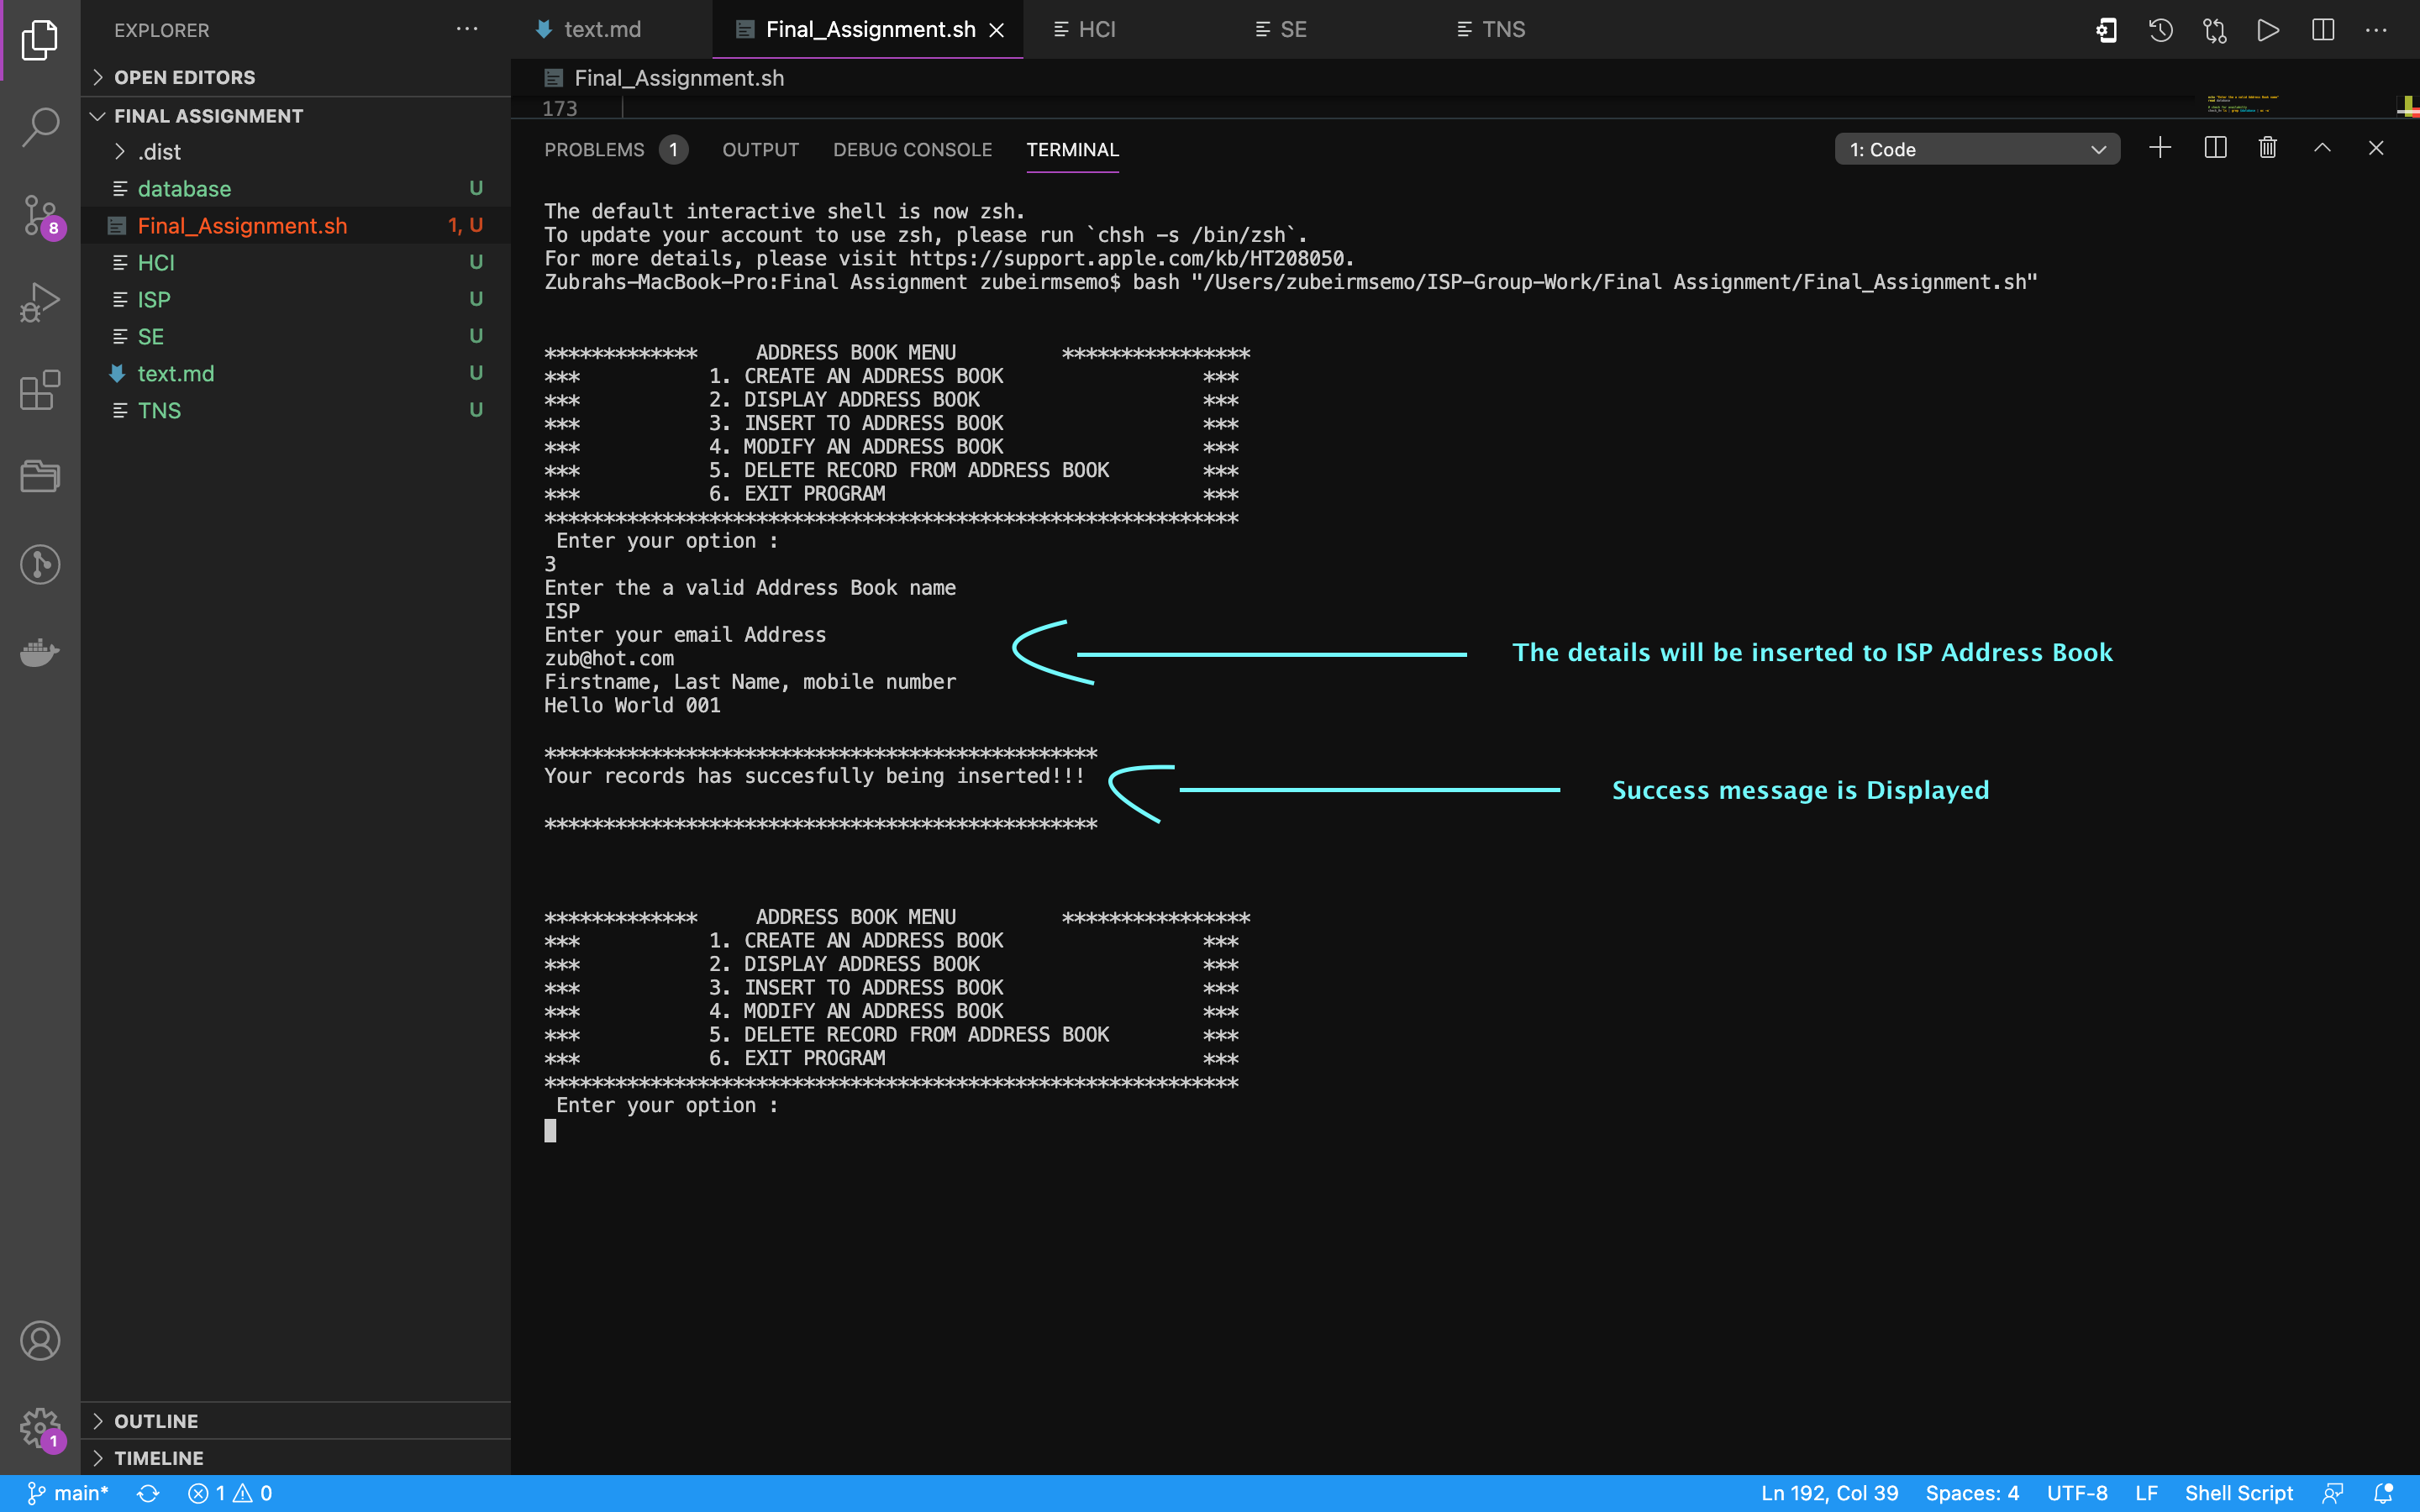 EXPLORER
OPEN EDITORS
FINAL ASSIGNMENT
.dist
database U
Final_Assignment.sh 1, U
HCI U
ISP U
SE U
text.md U
TNS U
OUTLINE
TIMELINE
8
1
text.md Final_Assignment.sh HCI SE TNS
Final_Assignment.sh
173
PROBLEMS 1 OUTPUT DEBUG CONSOLE TERMINAL 1: Code
The default interactive shell is now zsh.
To update your account to use zsh, please run `chsh -s /bin/zsh`.
For more details, please visit https://support.apple.com/kb/HT208050.
Zubrahs-MacBook-Pro:Final Assignment zubeirmsemo$ bash "/Users/zubeirmsemo/ISP-Group-Work/Final Assignment/Final_Assignment.sh"
************* ADDRESS BOOK MENU ****************
*** 1. CREATE AN ADDRESS BOOK ***
*** 2. DISPLAY ADDRESS BOOK ***
*** 3. INSERT TO ADDRESS BOOK ***
*** 4. MODIFY AN ADDRESS BOOK ***
*** 5. DELETE RECORD FROM ADDRESS BOOK ***
*** 6. EXIT PROGRAM ***
***********************************************************
Enter your option :
3
Enter the a valid Address Book name
ISP
Enter your email Address
zub@hot.com
Firstname, Last Name, mobile number
Hello World 001
The details will be inserted to ISP Address Book
***********************************************
Your records has succesfully being inserted!!!
Success message is Displayed
***********************************************
************* ADDRESS BOOK MENU ****************
*** 1. CREATE AN ADDRESS BOOK ***
*** 2. DISPLAY ADDRESS BOOK ***
*** 3. INSERT TO ADDRESS BOOK ***
*** 4. MODIFY AN ADDRESS BOOK ***
*** 5. DELETE RECORD FROM ADDRESS BOOK ***
*** 6. EXIT PROGRAM ***
***********************************************************
Enter your option :
main* 1 0 Ln 192, Col 39 Spaces: 4 UTF-8 LF Shell Script